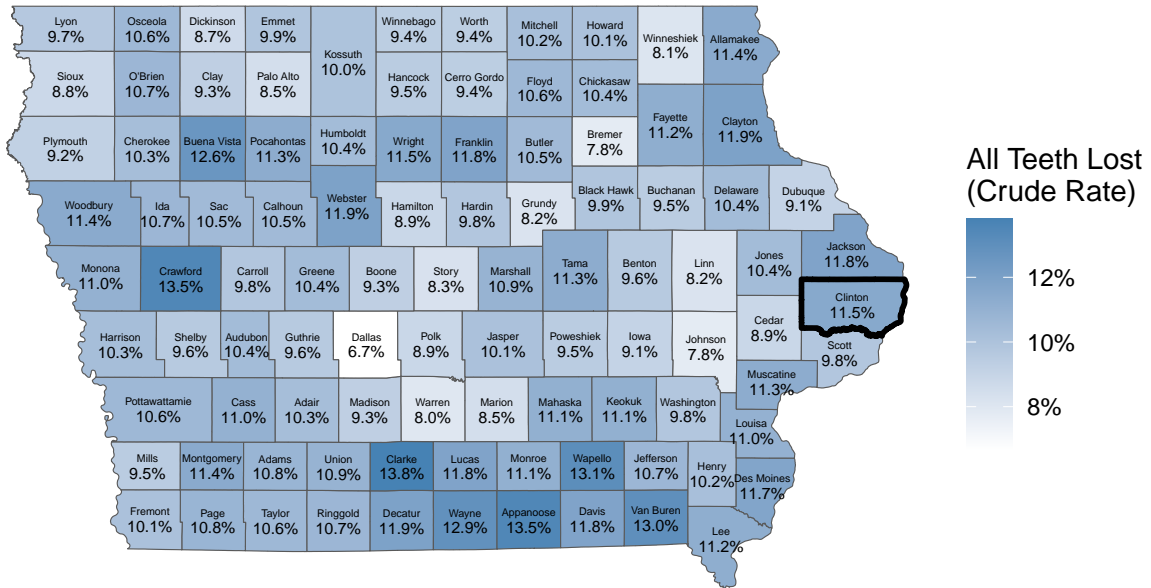 Lyon
9.7%
Osceola
10.6%
Dickinson
8.7%
Emmet
9.9%
Winnebago
9.4%
Worth
9.4%
Mitchell
10.2%
Howard
10.1%
Winneshiek
8.1%
Allamakee
11.4%
Kossuth
10.0%
Sioux
8.8%
O'Brien
10.7%
Clay
9.3%
Palo Alto
8.5%
Hancock
9.5%
Cerro Gordo
9.4%
Floyd
10.6%
Chickasaw
10.4%
Fayette
11.2%
Clayton
11.9%
Plymouth
9.2%
Cherokee
10.3%
Buena Vista
12.6%
Pocahontas
11.3%
Humboldt
10.4%
Wright
11.5%
Franklin
11.8%
Butler
10.5%
Bremer
7.8%
Woodbury
11.4%
Ida
10.7%
Sac
10.5%
Calhoun
10.5%
Webster
11.9%
Hamilton
8.9%
Hardin
9.8%
Grundy
8.2%
Black Hawk
9.9%
Buchanan
9.5%
Delaware
10.4%
Dubuque
9.1%
Monona
11.0%
Crawford
13.5%
Carroll
9.8%
Greene
10.4%
Boone
9.3%
Story
8.3%
Marshall
10.9%
Tama
11.3%
Benton
9.6%
Linn
8.2%
Jones
10.4%
Jackson
11.8%
Clinton
11.5%
Harrison
10.3%
Shelby
9.6%
Audubon
10.4%
Guthrie
9.6%
Dallas
6.7%
Polk
8.9%
Jasper
10.1%
Poweshiek
9.5%
Iowa
9.1%
Johnson
7.8%
Cedar
8.9%
Scott
9.8%
Muscatine
11.3%
Pottawattamie
10.6%
Cass
11.0%
Adair
10.3%
Madison
9.3%
Warren
8.0%
Marion
8.5%
Mahaska
11.1%
Keokuk
11.1%
Washington
9.8%
Louisa
11.0%
Mills
9.5%
Montgomery
11.4%
Adams
10.8%
Union
10.9%
Clarke
13.8%
Lucas
11.8%
Monroe
11.1%
Wapello
13.1%
Jefferson
10.7%
Henry
10.2%
Des Moines
11.7%
Fremont
10.1%
Page
10.8%
Taylor
10.6%
Ringgold
10.7%
Decatur
11.9%
Wayne
12.9%
Appanoose
13.5%
Davis
11.8%
Van Buren
13.0%
Lee
11.2%
All Teeth Lost
(Crude Rate)
12%
10%
8%